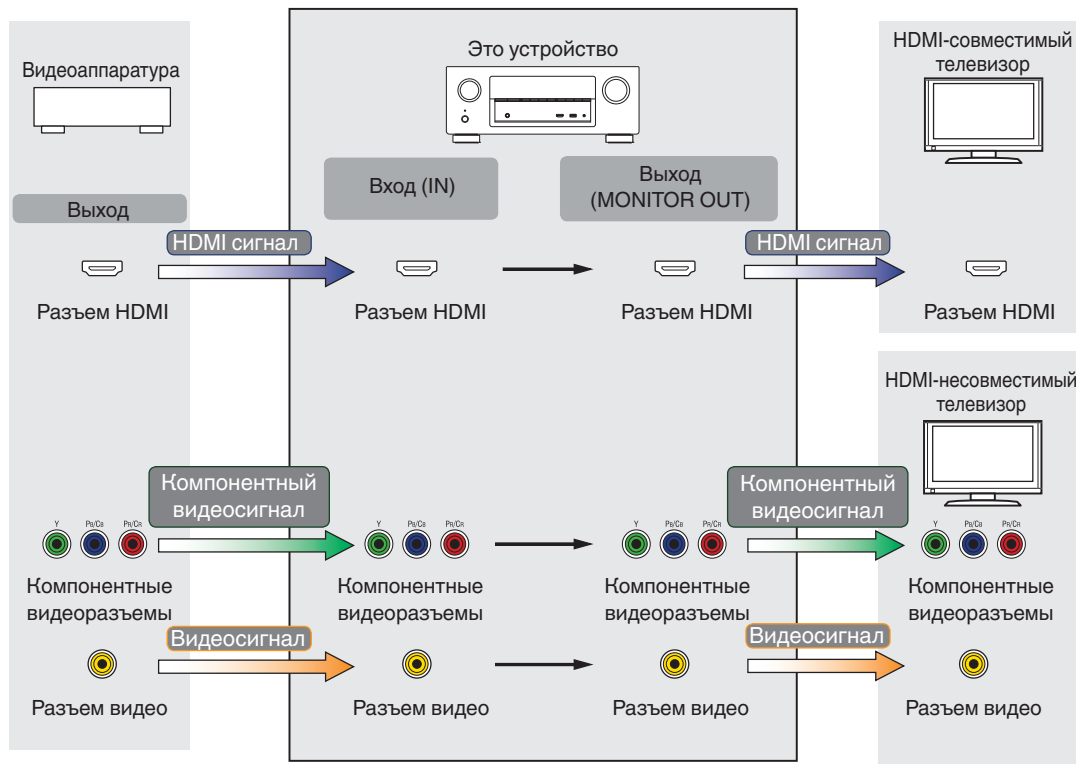 Видеоаппаратура
Это устройство
HDMI-совместимый
телевизор
Выход
Вход (IN)
Выход
(MONITOR OUT)
HDMI сигнал
HDMI сигнал
Разъем HDMI
Разъем HDMI
Разъем HDMI
Разъем HDMI
HDMI-несовместимый
телевизор
Компонентный
видеосигнал
Компонентный
видеосигнал
Y PB/CB PR/CR
Y PB/CB PR/CR
Y PB/CB PR/CR
Y PB/CB PR/CR
Компонентные
видеоразъемы
Компонентные
видеоразъемы
Компонентные
видеоразъемы
Компонентные
видеоразъемы
Видеосигнал
Видеосигнал
Разъем видео
Разъем видео
Разъем видео
Разъем видео